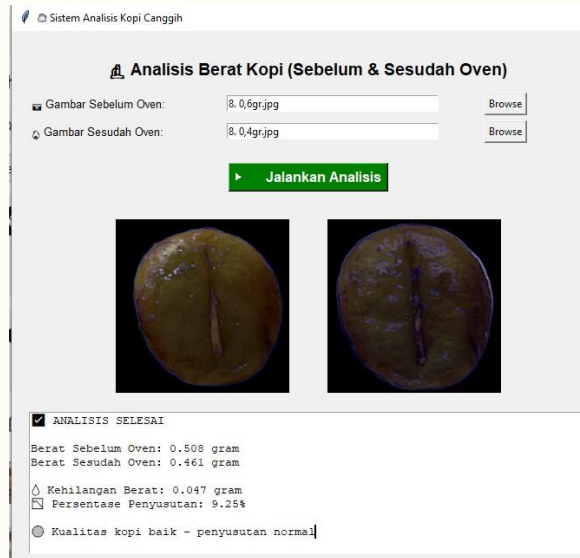 Sistem Analisis Kopi Canggih
Analisis Berat Kopi (Sebelum & Sesudah Oven)
Gambar Sebelum Oven: 8. 0,6gr.jpg Browse
Gambar Sesudah Oven: 8. 0,4gr.jpg Browse
Jalankan Analisis
ANALISIS SELESAI
Berat Sebelum Oven: 0.508 gram
Berat Sesudah Oven: 0.461 gram
Kehilangan Berat: 0.047 gram
Persentase Penyusutan: 9.25%
Kualitas kopi baik - penyusutan normal